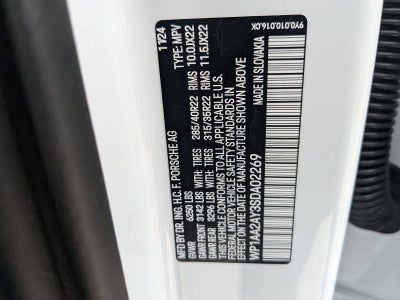 9Y0.010.016.CK
MFD BY DR. ING. H.C. F. PORSCHE AG 11/24
GVWR 6250 LBS TYPE: MPV
GAWR FRONT 3142 LBS WITH: TIRES 285/40R22 RIMS 10.0JX22
GAWR REAR 3296 LBS WITH: TIRES 315/35R22 RIMS 11.5JX22
THIS VEHICLE CONFORMS TO ALL APPLICABLE FEDERAL
MOTOR VEHICLE SAFETY STANDARDS IN EFFECT ON THE
DATE OF MANUFACTURE SHOWN ABOVE
WP1AA2AY3SDA02269 MADE IN SLOVAKIA